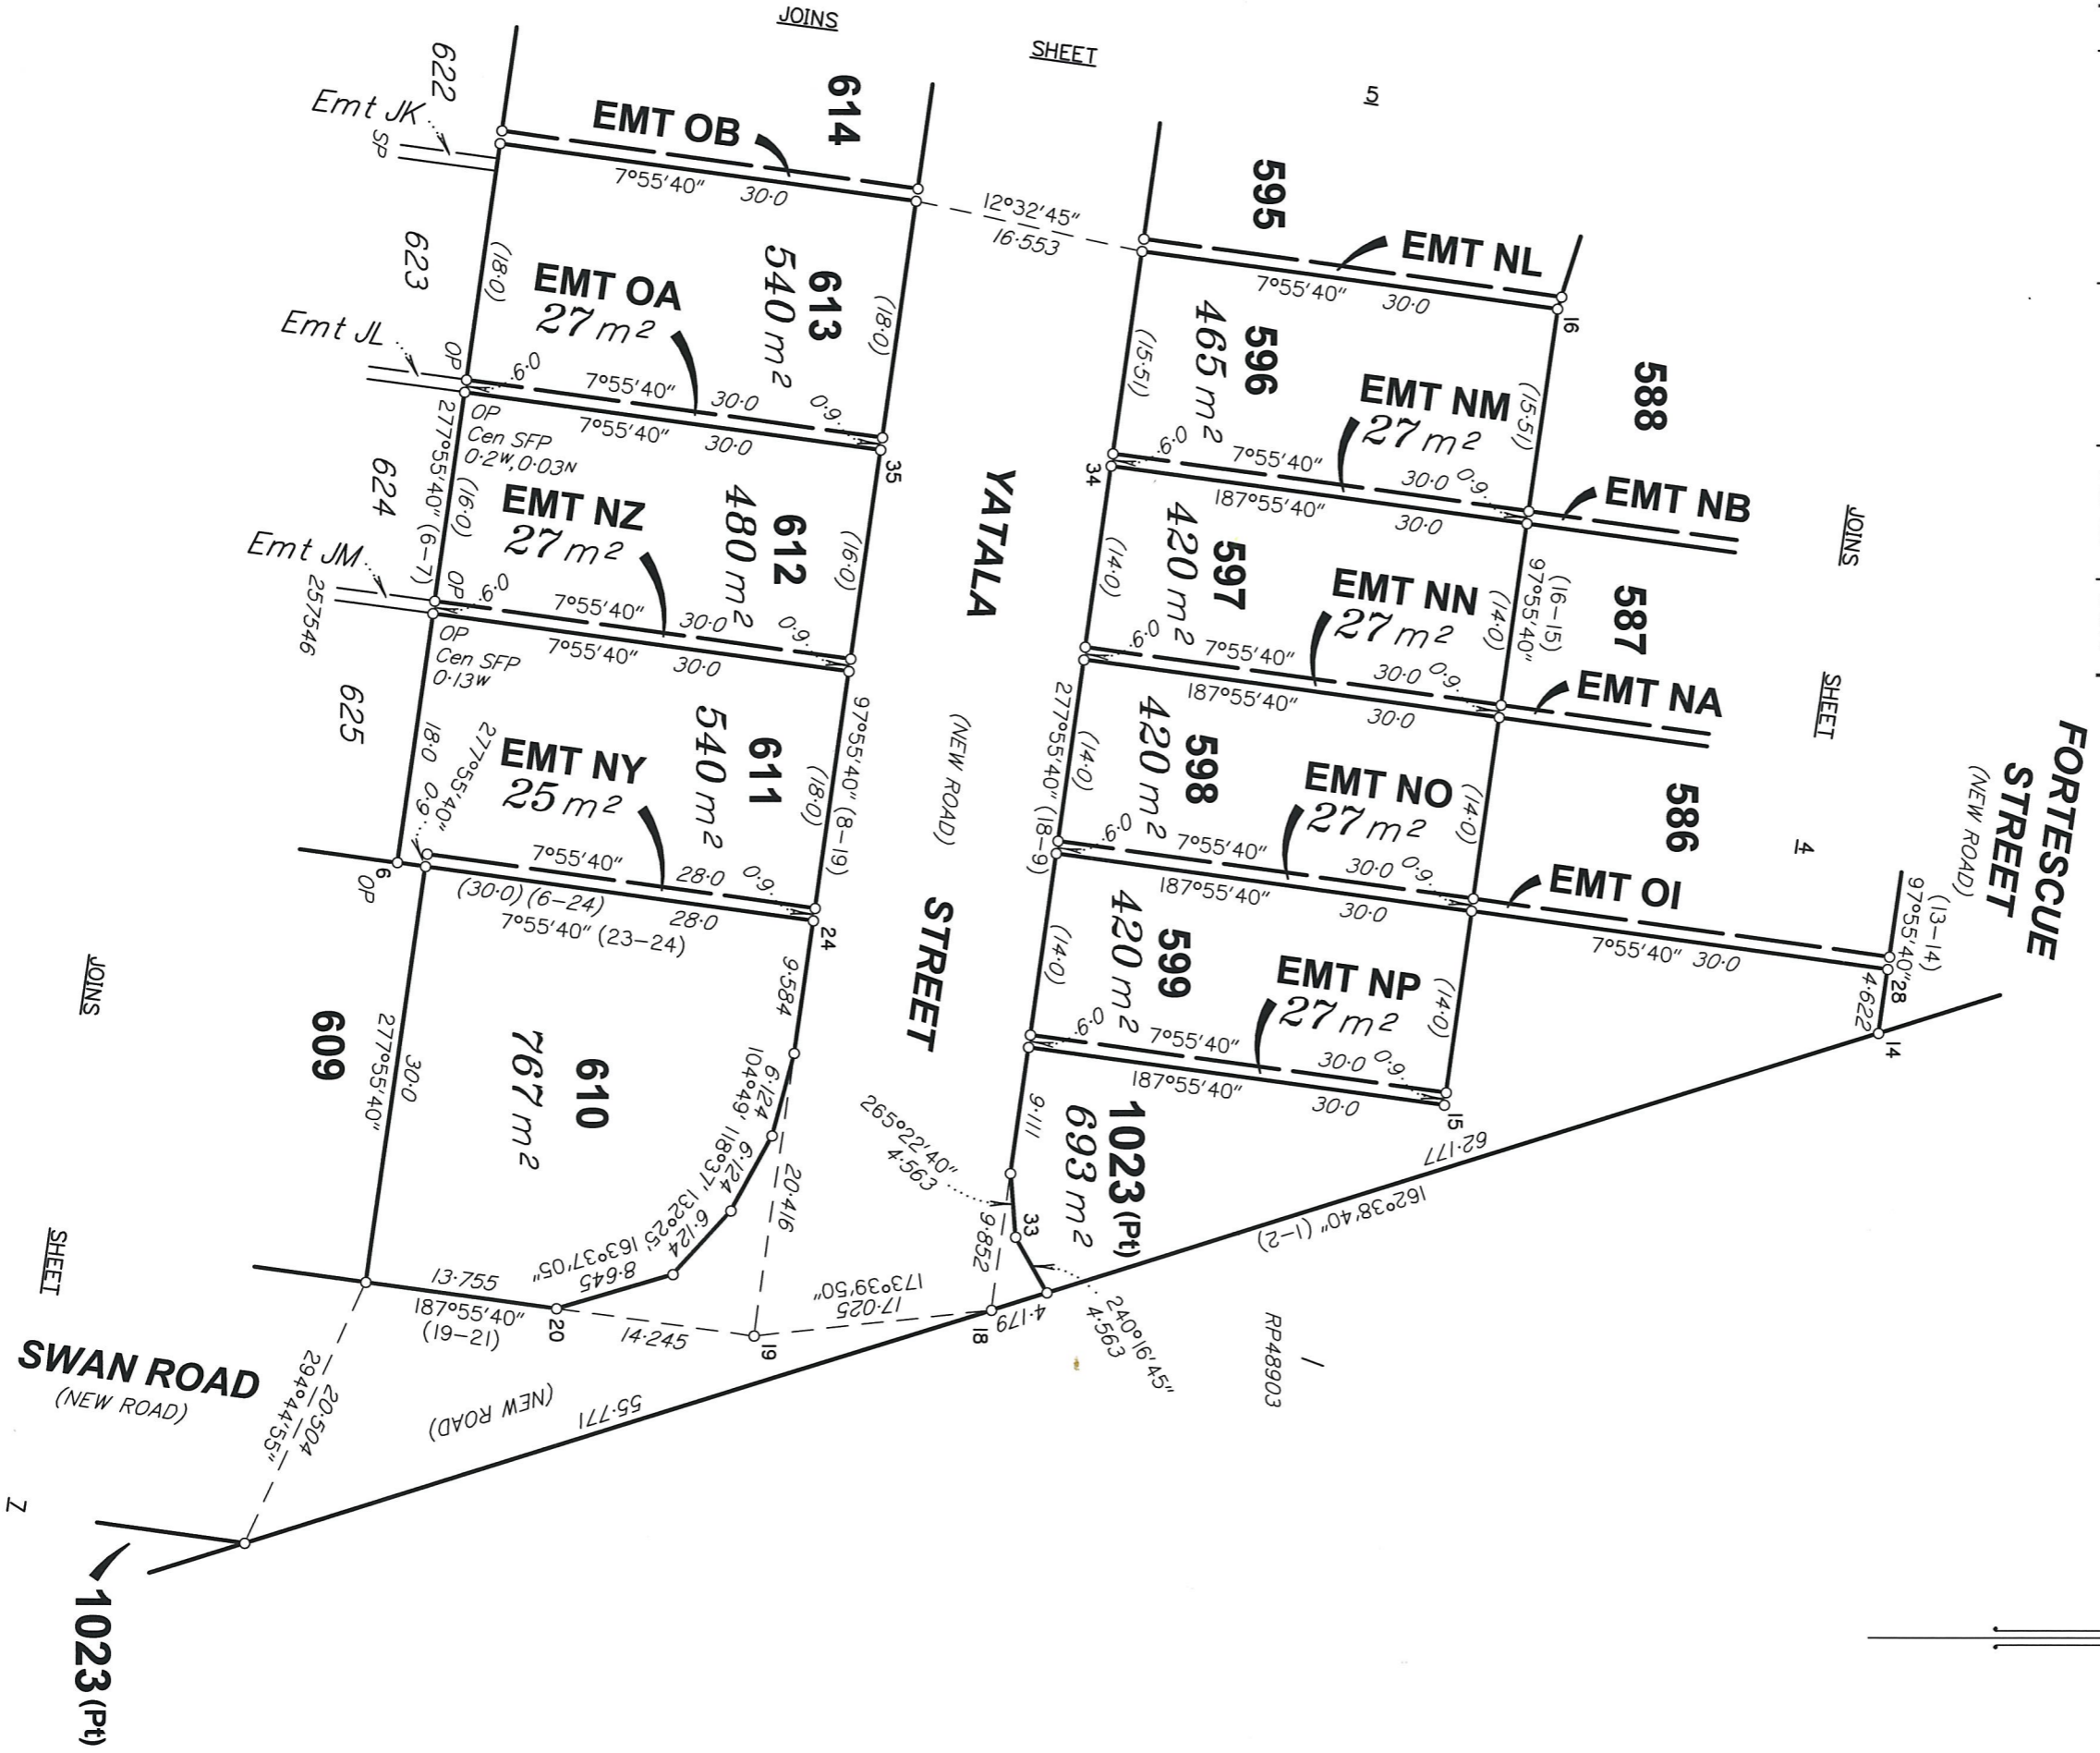 JOINS
SHEET
5
622
Emt JK
SP
EMT OB
614
7°55'40" 30·0
12°32'45"
16·553
595
EMT NL
7°55'40" 30·0
16
623
(18·0)
EMT OA
27 m²
613
540 m²
(18·0)
Emt JL
OP
0·9
7°55'40" 30·0
0·9
7°55'40" 30·0
OP
Cen SFP
0·2W,0·03N
35
(15·51)
596
465 m²
EMT NM
27 m²
(15·51)
588
34
0·9
7°55'40" 30·0
0·9
187°55'40" 30·0
EMT NB
624
277°55'40" (6-7)
(16·0)
EMT NZ
27 m²
612
480 m²
(16·0)
Emt JM
257546
OP
0·9
7°55'40" 30·0
0·9
7°55'40" 30·0
OP
Cen SFP
0·13W
YATALA
STREET
(NEW ROAD)
(14·0)
597
420 m²
EMT NN
27 m²
(14·0)
97°55'40"
(16-15)
587
JOINS
SHEET
4
0·9
7°55'40" 30·0
0·9
187°55'40" 30·0
EMT NA
625
18·0
0·9
277°55'40"
EMT NY
25 m²
611
540 m²
(18·0)
97°55'40" (8-19)
277°55'40" (18-9)
(14·0)
598
420 m²
EMT NO
27 m²
(14·0)
586
FORTESCUE
STREET
(NEW ROAD)
6
OP
7°55'40" 28·0
0·9
(30·0) (6-24) 28·0
7°55'40" (23-24)
24
0·9
7°55'40" 30·0
0·9
187°55'40" 30·0
EMT OI
7°55'40" 30·0
97°55'40"
(13-14)
28
4·622
14
(14·0)
599
420 m²
EMT NP
27 m²
(14·0)
0·9
7°55'40" 30·0
0·9
187°55'40" 30·0
15
JOINS
SHEET
7
609
277°55'40"
30·0
610
767 m²
9·584
104°49'
6·124
118°37'
6·124
132°25'
6·124
163°37'05"
8·645
20·416
265°22'40"
4·563
9·111
1023 (Pt)
693 m²
33
9·852
62·177
162°38'40" (1-2)
13·755
187°55'40"
(19-21)
20
14·245
19
173°39'50"
17·025
18
4·179
240°16'45"
4·563
1
RP48903
SWAN ROAD
(NEW ROAD)
20·504
294°44'55"
(NEW ROAD)
55·771
1023 (Pt)